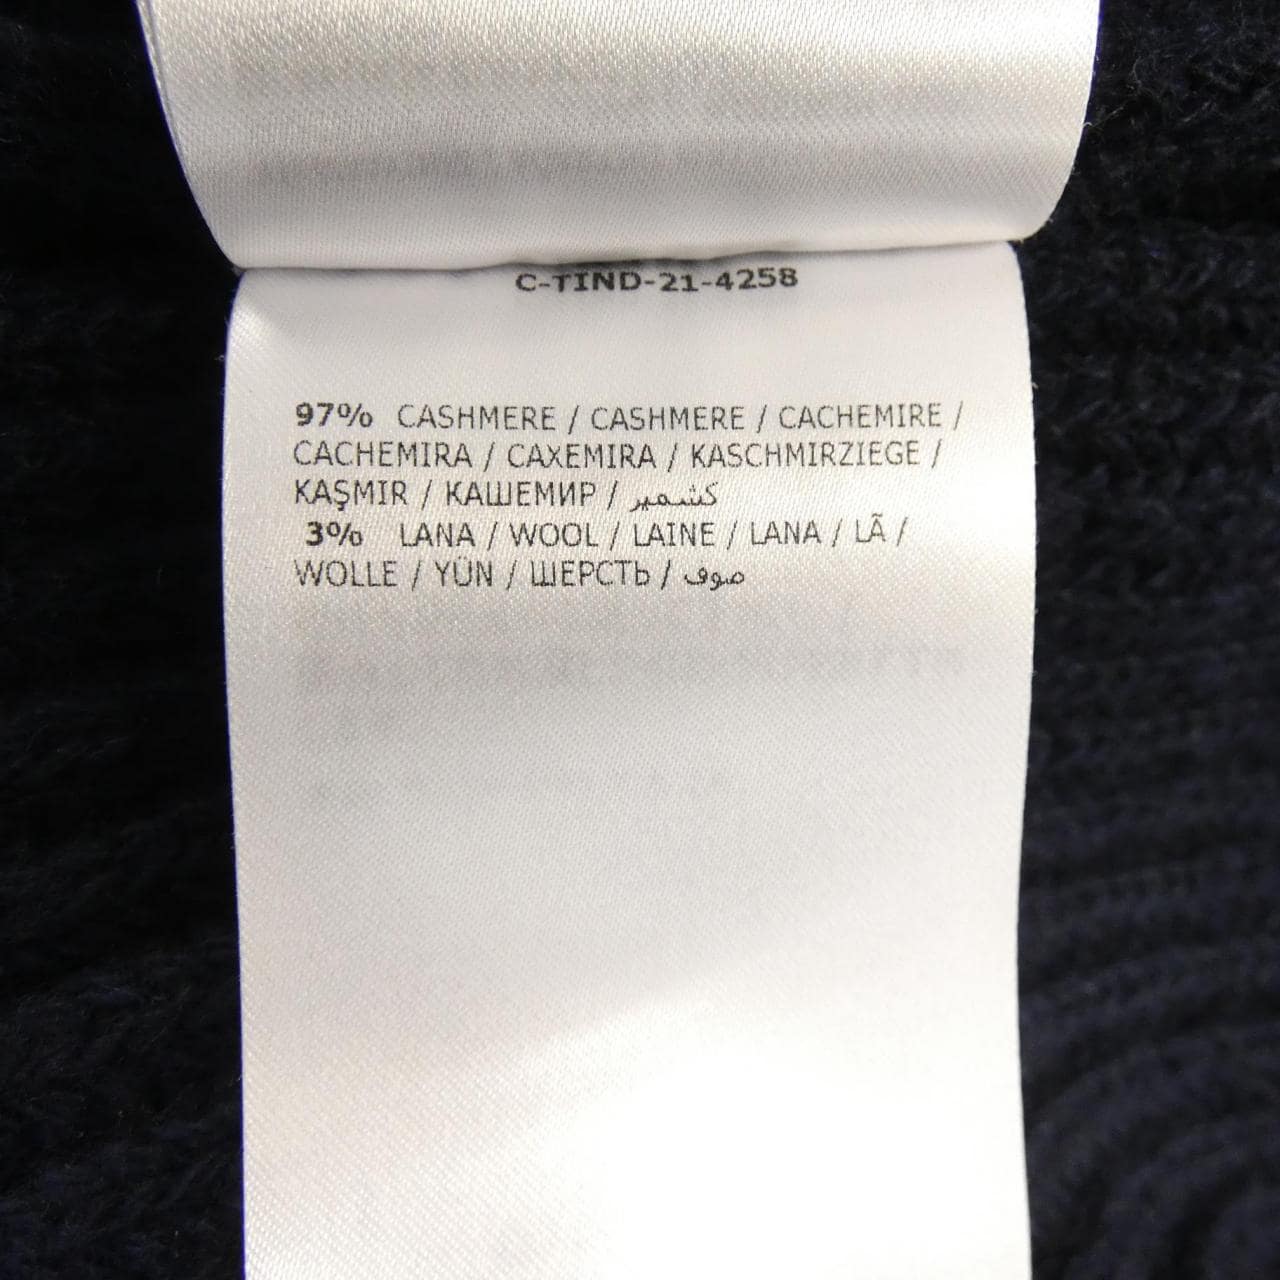 C-TIND-21-4258
97% CASHMERE / CASHMERE / CACHEMIRE /
CACHEMIRA / CAXEMIRA / KASCHMIRZIEGE /
KAŞMIR / КАШЕМИР / كشمير
3% LANA / WOOL / LAINE / LANA / LÃ /
WOLLE / YÜN / ШЕРСТЬ / صوف